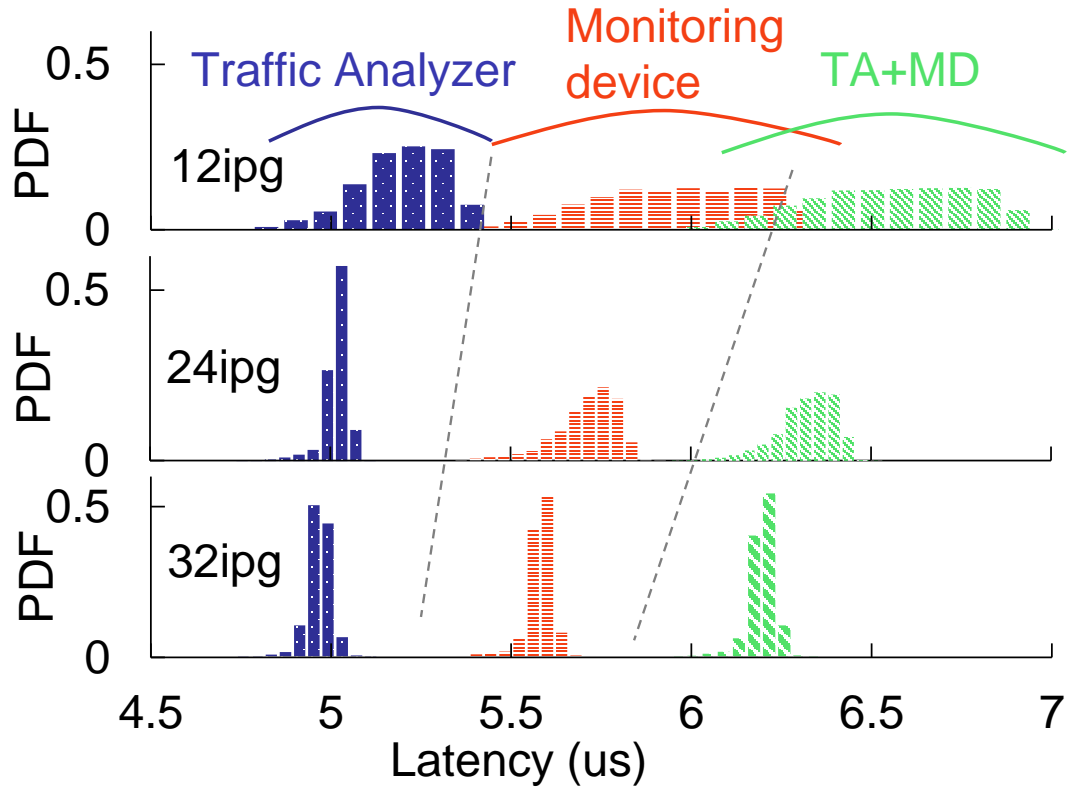 Monitoring
device
Traffic Analyzer
TA+MD
0.5
PDF
12ipg
0
0.5
PDF
24ipg
0
0.5
PDF
32ipg
0
4.5 5 5.5 6 6.5 7
Latency (us)